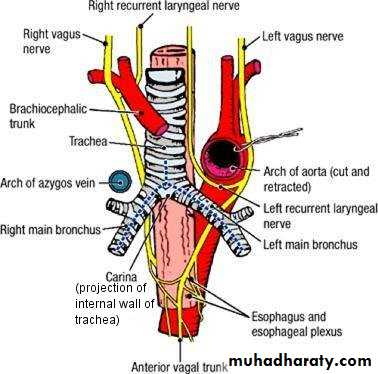 Right recurrent laryngeal nerve
Right vagus
nerve
Left vagus nerve
Brachiocephalic
trunk
Trachea
Arch of azygos vein
Arch of aorta (cut and
retracted)
Left recurrent laryngeal
nerve
Right main bronchus
Left main bronchus
Carina
(projection of
internal wall of
trachea)
Esophagus and
esophageal plexus
Anterior vagal trunk
muhadharaty.com